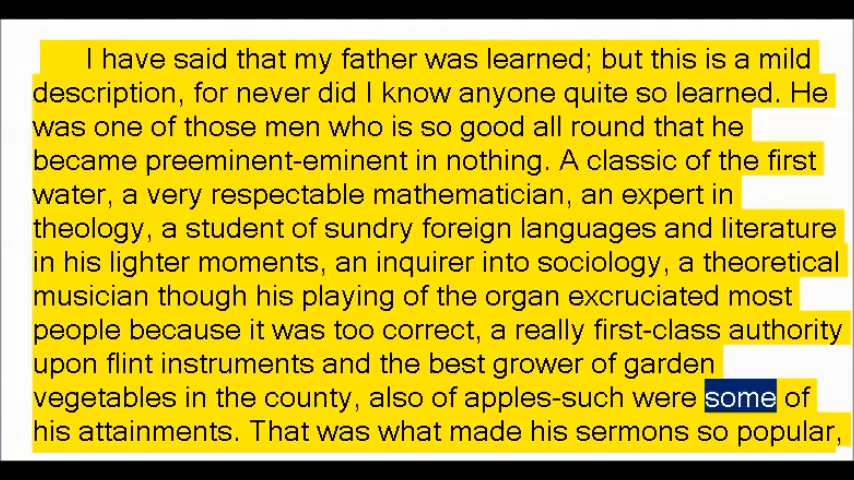 I have said that my father was learned; but this is a mild
description, for never did I know anyone quite so learned. He
was one of those men who is so good all round that he
became preeminent-eminent in nothing. A classic of the first
water, a very respectable mathematician, an expert in
theology, a student of sundry foreign languages and literature
in his lighter moments, an inquirer into sociology, a theoretical
musician though his playing of the organ excruciated most
people because it was too correct, a really first-class authority
upon flint instruments and the best grower of garden
vegetables in the county, also of apples-such were some of
his attainments. That was what made his sermons so popular,